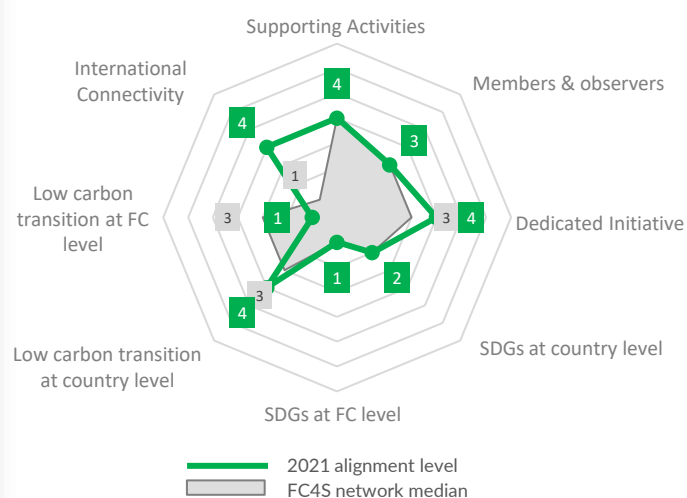 Supporting Activities
International
Connectivity
Members & observers
4
4
3
1
Low carbon
transition at FC
level
3
1
3
4
Dedicated Initiative
1
2
3
4
SDGs at country level
Low carbon transition
at country level
SDGs at FC level
2021 alignment level
FC4S network median